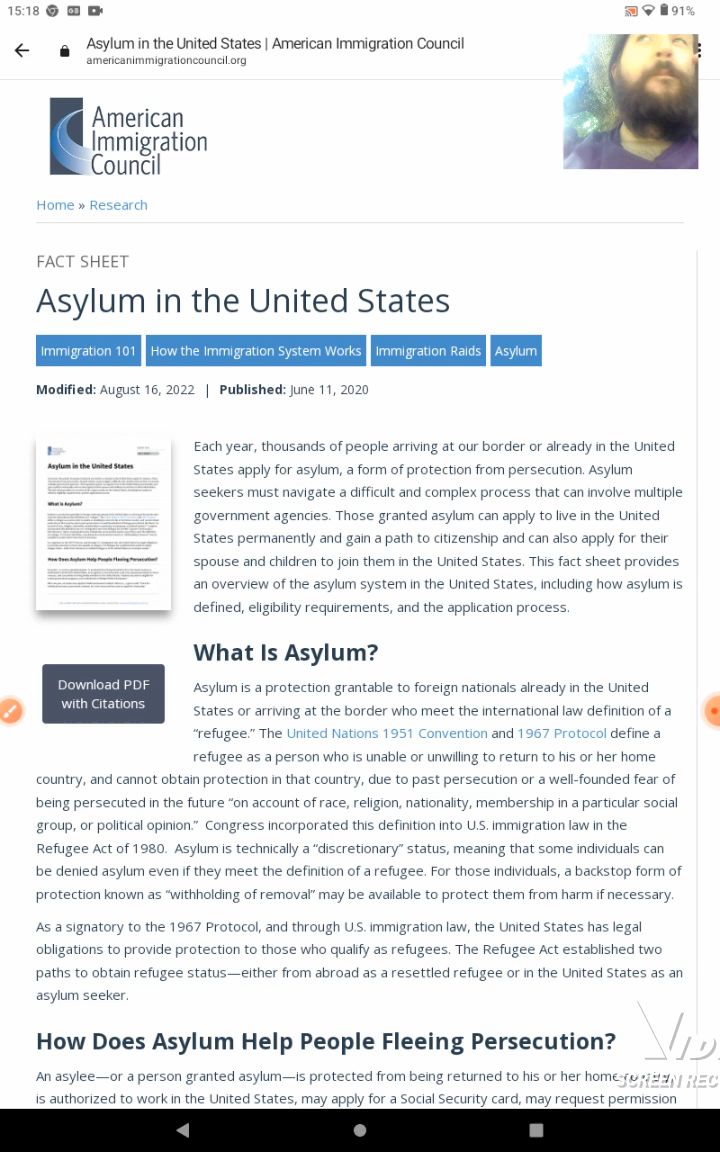 15:18
91%
Asylum in the United States | American Immigration Council
americanimmigrationcouncil.org
American
Immigration
Council
Home » Research
FACT SHEET
Asylum in the United States
Immigration 101 How the Immigration System Works Immigration Raids Asylum
Modified: August 16, 2022 | Published: June 11, 2020
Asylum in the United States
What Is Asylum?
How Does Asylum Help People Fleeing Persecution?
Download PDF
with Citations
Each year, thousands of people arriving at our border or already in the United
States apply for asylum, a form of protection from persecution. Asylum
seekers must navigate a difficult and complex process that can involve multiple
government agencies. Those granted asylum can apply to live in the United
States permanently and gain a path to citizenship and can also apply for their
spouse and children to join them in the United States. This fact sheet provides
an overview of the asylum system in the United States, including how asylum is
defined, eligibility requirements, and the application process.
What Is Asylum?
Asylum is a protection grantable to foreign nationals already in the United
States or arriving at the border who meet the international law definition of a
“refugee.” The United Nations 1951 Convention and 1967 Protocol define a
refugee as a person who is unable or unwilling to return to his or her home
country, and cannot obtain protection in that country, due to past persecution or a well-founded fear of
being persecuted in the future “on account of race, religion, nationality, membership in a particular social
group, or political opinion.” Congress incorporated this definition into U.S. immigration law in the
Refugee Act of 1980. Asylum is technically a “discretionary” status, meaning that some individuals can
be denied asylum even if they meet the definition of a refugee. For those individuals, a backstop form of
protection known as “withholding of removal” may be available to protect them from harm if necessary.
As a signatory to the 1967 Protocol, and through U.S. immigration law, the United States has legal
obligations to provide protection to those who qualify as refugees. The Refugee Act established two
paths to obtain refugee status—either from abroad as a resettled refugee or in the United States as an
asylum seeker.
How Does Asylum Help People Fleeing Persecution?
An asylee—or a person granted asylum—is protected from being returned to his or her home
is authorized to work in the United States, may apply for a Social Security card, may request permission
SCREEN REC